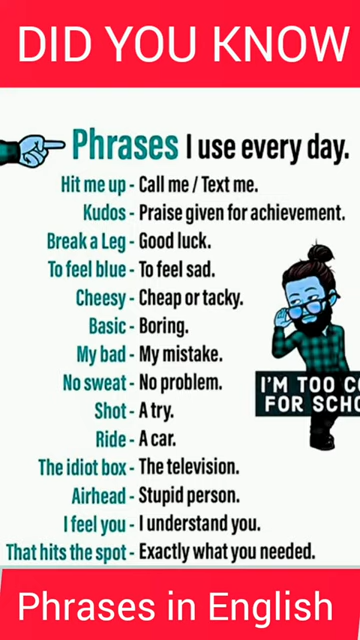 DID YOU KNOW
Phrases I use every day.
Hit me up - Call me / Text me.
Kudos - Praise given for achievement.
Break a Leg - Good luck.
To feel blue - To feel sad.
Cheesy - Cheap or tacky.
Basic - Boring.
My bad - My mistake.
No sweat - No problem.
Shot - A try.
Ride - A car.
The idiot box - The television.
Airhead - Stupid person.
I feel you - I understand you.
That hits the spot - Exactly what you needed.
I'M TOO C
FOR SCHO
Phrases in English